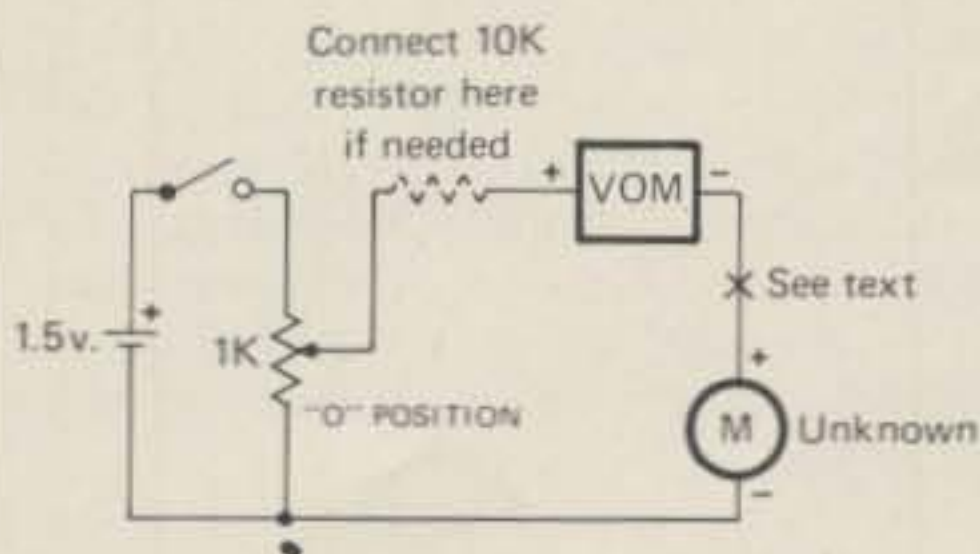 Connect 10K
resistor here
if needed
+
VOM
−
See text
+
1.5v.
1K
+
"O" POSITION
M
Unknown
−